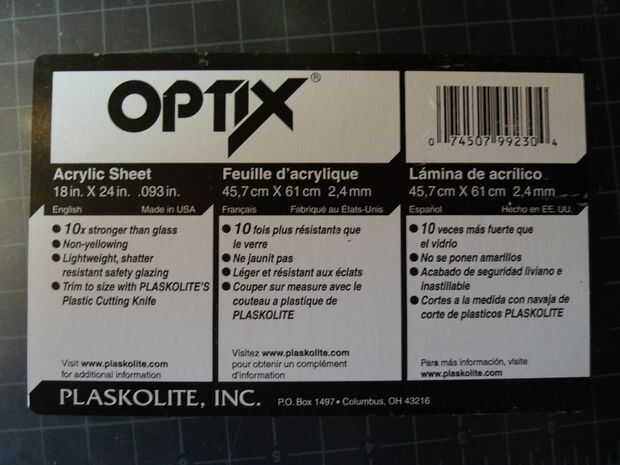 OPTIX®
0 74507 99230 4
Acrylic Sheet
18 in. X 24 in. .093 in.
English Made in USA
10x stronger than glass
Non-yellowing
Lightweight, shatter
resistant safety glazing
Trim to size with PLASKOLITE'S
Plastic Cutting Knife
Visit www.plaskolite.com
for additional information
Feuille d'acrylique
45,7 cm X 61 cm 2,4 mm
Français Fabriqué au États-Unis
10 fois plus résistants que
le verre
Ne jaunit pas
Léger et résistant aux éclats
Couper sur measure avec le
couteau a plastique de
PLASKOLITE
Visitez www.plaskolite.com
pour obtenir un complément
d'information
Lámina de acrílico
45,7 cm X 61 cm 2,4 mm
Español Hecho en EE. UU.
10 veces más fuerte que
el vidrio
No se ponen amarillos
Acabado de seguridad liviano e
inastillable
Cortes a la medida con navaja de
corte de plasticos PLASKOLITE
Para más información, visite
www.plaskolite.com
PLASKOLITE, INC. P.O. Box 1497 • Columbus, OH 43216